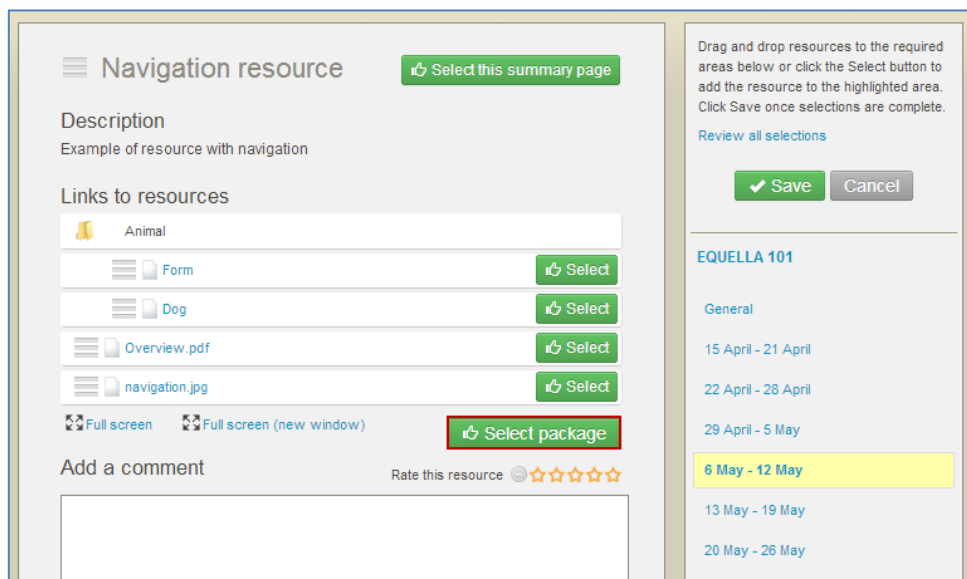 Navigation resource
Select this summary page
Description
Example of resource with navigation
Links to resources
Animal
Form
Select
Dog
Select
Overview.pdf
Select
navigation.jpg
Select
Full screen
Full screen (new window)
Select package
Add a comment
Rate this resource
Drag and drop resources to the required
areas below or click the Select button to
add the resource to the highlighted area.
Click Save once selections are complete.
Review all selections
Save
Cancel
EQUELLA 101
General
15 April - 21 April
22 April - 28 April
29 April - 5 May
6 May - 12 May
13 May - 19 May
20 May - 26 May